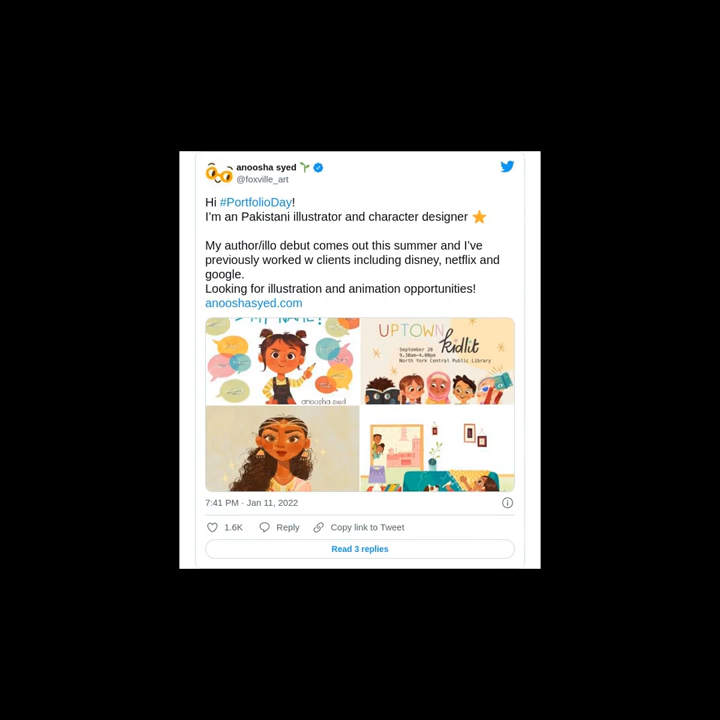 anoosha syed
@foxville_art
Hi #PortfolioDay!
I'm an Pakistani illustrator and character designer
My author/illo debut comes out this summer and I've
previously worked w clients including disney, netflix and
google.
Looking for illustration and animation opportunities!
anooshasyed.com
MY NAME!
anoosha syed
UPTOWN
kidlit
September 28
9.30am-4.00pm
North York Central Public Library
7:41 PM · Jan 11, 2022
1.6K Reply Copy link to Tweet
Read 3 replies